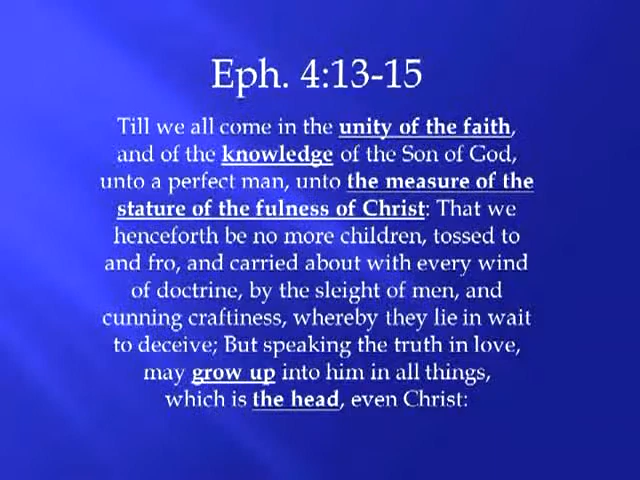 Eph. 4:13-15
Till we all come in the unity of the faith,
and of the knowledge of the Son of God,
unto a perfect man, unto the measure of the
stature of the fulness of Christ: That we
henceforth be no more children, tossed to
and fro, and carried about with every wind
of doctrine, by the sleight of men, and
cunning craftiness, whereby they lie in wait
to deceive; But speaking the truth in love,
may grow up into him in all things,
which is the head, even Christ: